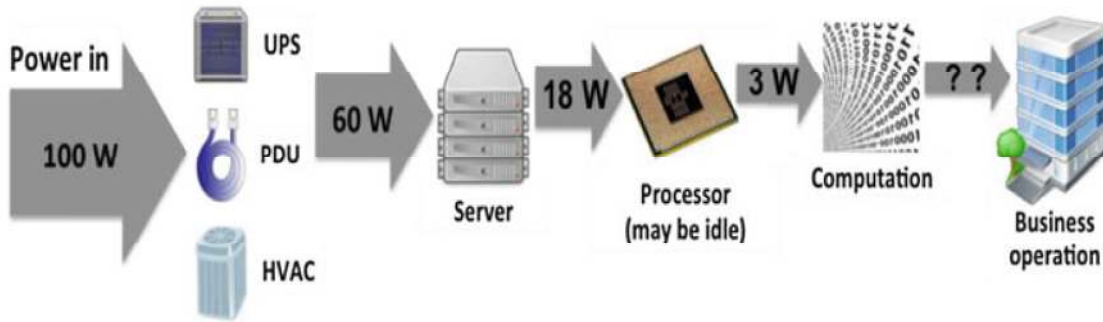 Power in
100 W
UPS
PDU
HVAC
60 W
Server
18 W
Processor
(may be idle)
3 W
Computation
? ?
Business
operation